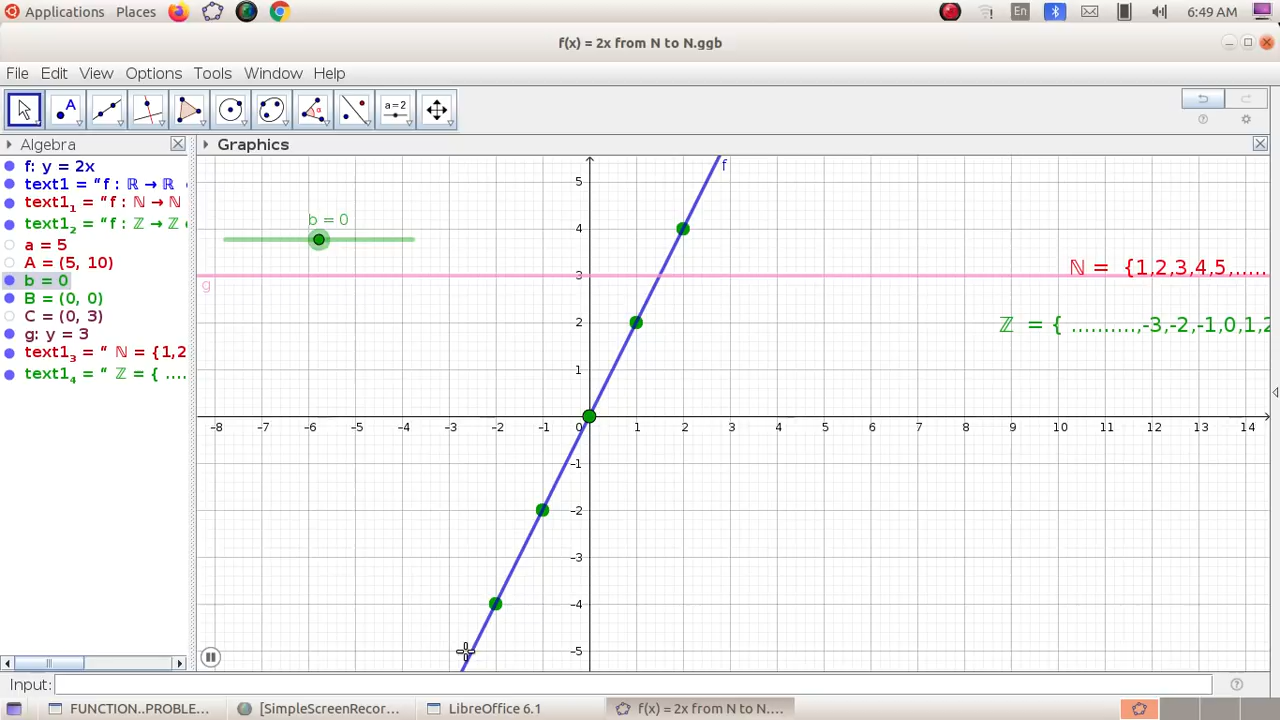 Applications Places En 6:49 AM
f(x) = 2x from N to N.ggb
File Edit View Options Tools Window Help
A α a=2
Algebra Graphics
f: y = 2x
text1 = “f : ℝ → ℝ
text1₁ = “f : ℕ → ℕ
text1₂ = “f : ℤ → ℤ
a = 5
A = (5, 10)
b = 0
B = (0, 0)
C = (0, 3)
g: y = 3
text1₃ = “ ℕ = {1,2
text1₄ = “ ℤ = { ....
f
b = 0
g
ℕ = {1,2,3,4,5,.....
ℤ = { ..........,-3,-2,-1,0,1,2
5
4
3
2
1
-8 -7 -6 -5 -4 -3 -2 -1 0 1 2 3 4 5 6 7 8 9 10 11 12 13 14
-1
-2
-3
-4
-5
Input:
FUNCTION..PROBLE... [SimpleScreenRecor... LibreOffice 6.1 f(x) = 2x from N to N....